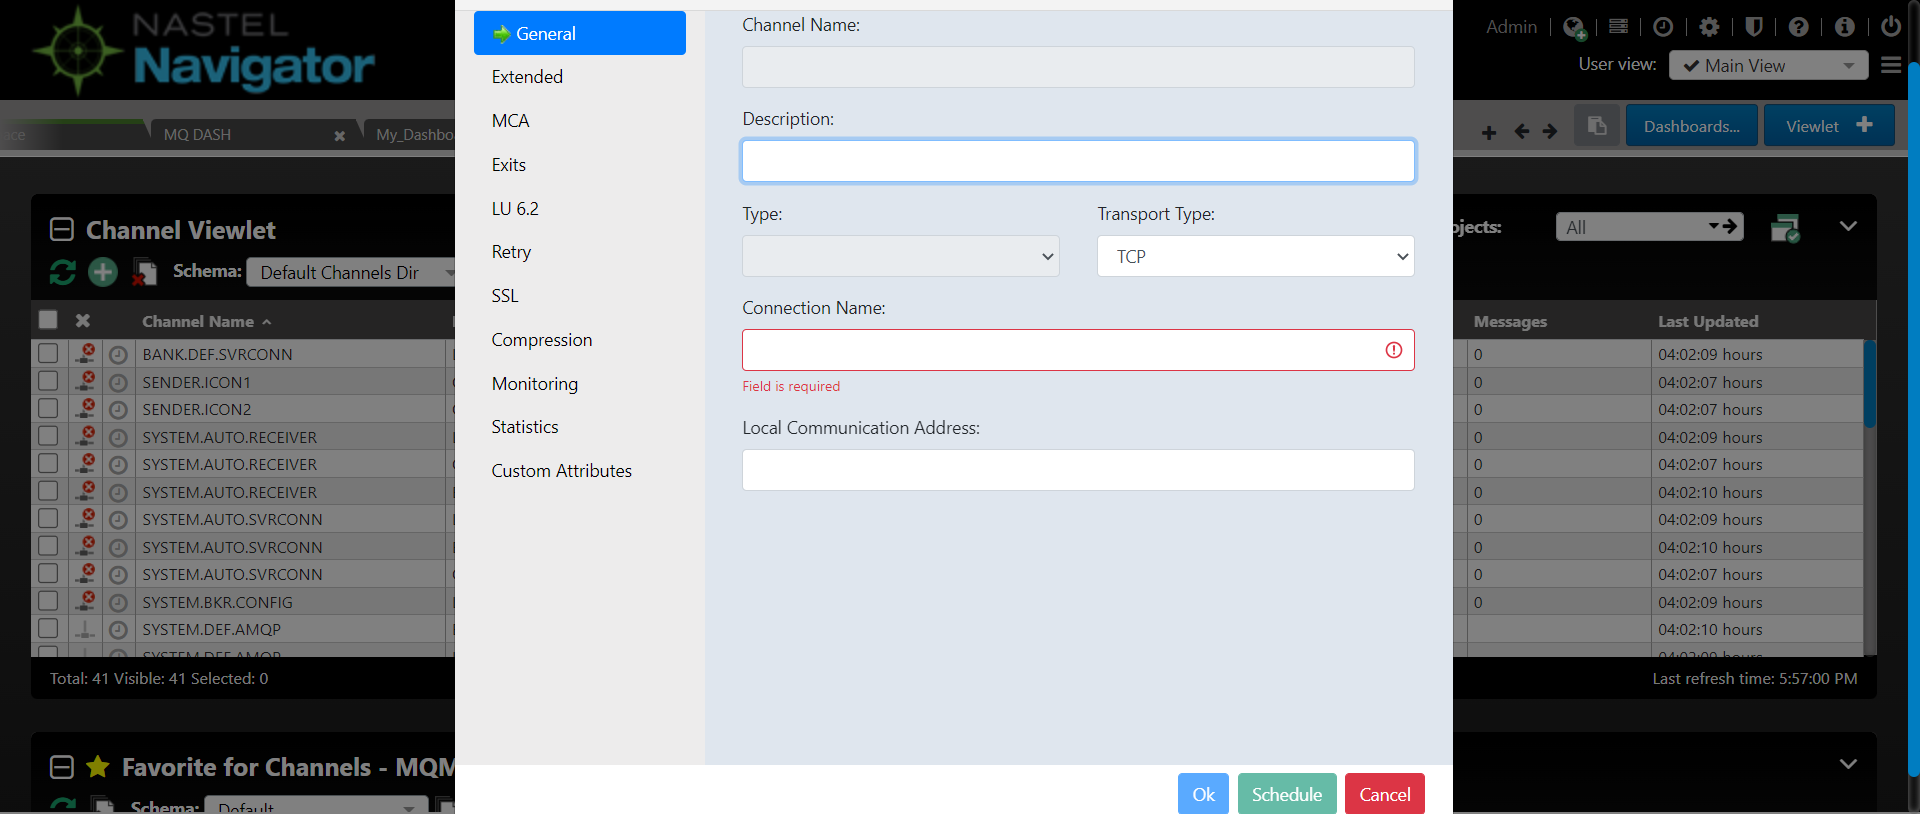 NASTEL
Navigator
Admin
User view:
Main View
ce
MQ DASH
My_Dashbo
Dashboards...
Viewlet
Channel Viewlet
Schema:
Default Channels Dir
jects:
All
Channel Name
Messages
Last Updated
BANK.DEF.SVRCONN
0
04:02:09 hours
SENDER.ICON1
0
04:02:07 hours
SENDER.ICON2
0
04:02:07 hours
SYSTEM.AUTO.RECEIVER
0
04:02:09 hours
SYSTEM.AUTO.RECEIVER
0
04:02:07 hours
SYSTEM.AUTO.RECEIVER
0
04:02:10 hours
SYSTEM.AUTO.SVRCONN
0
04:02:09 hours
SYSTEM.AUTO.SVRCONN
0
04:02:10 hours
SYSTEM.AUTO.SVRCONN
0
04:02:07 hours
SYSTEM.BKR.CONFIG
0
04:02:09 hours
SYSTEM.DEF.AMQP
04:02:10 hours
SYSTEM.DEF.AMQP
04:02:09 hours
Total: 41 Visible: 41 Selected: 0
Last refresh time: 5:57:00 PM
Favorite for Channels - MQM
Schema:
Default
General
Extended
MCA
Exits
LU 6.2
Retry
SSL
Compression
Monitoring
Statistics
Custom Attributes
Channel Name:
Description:
Type:
Transport Type:
TCP
Connection Name:
Field is required
Local Communication Address:
Ok
Schedule
Cancel